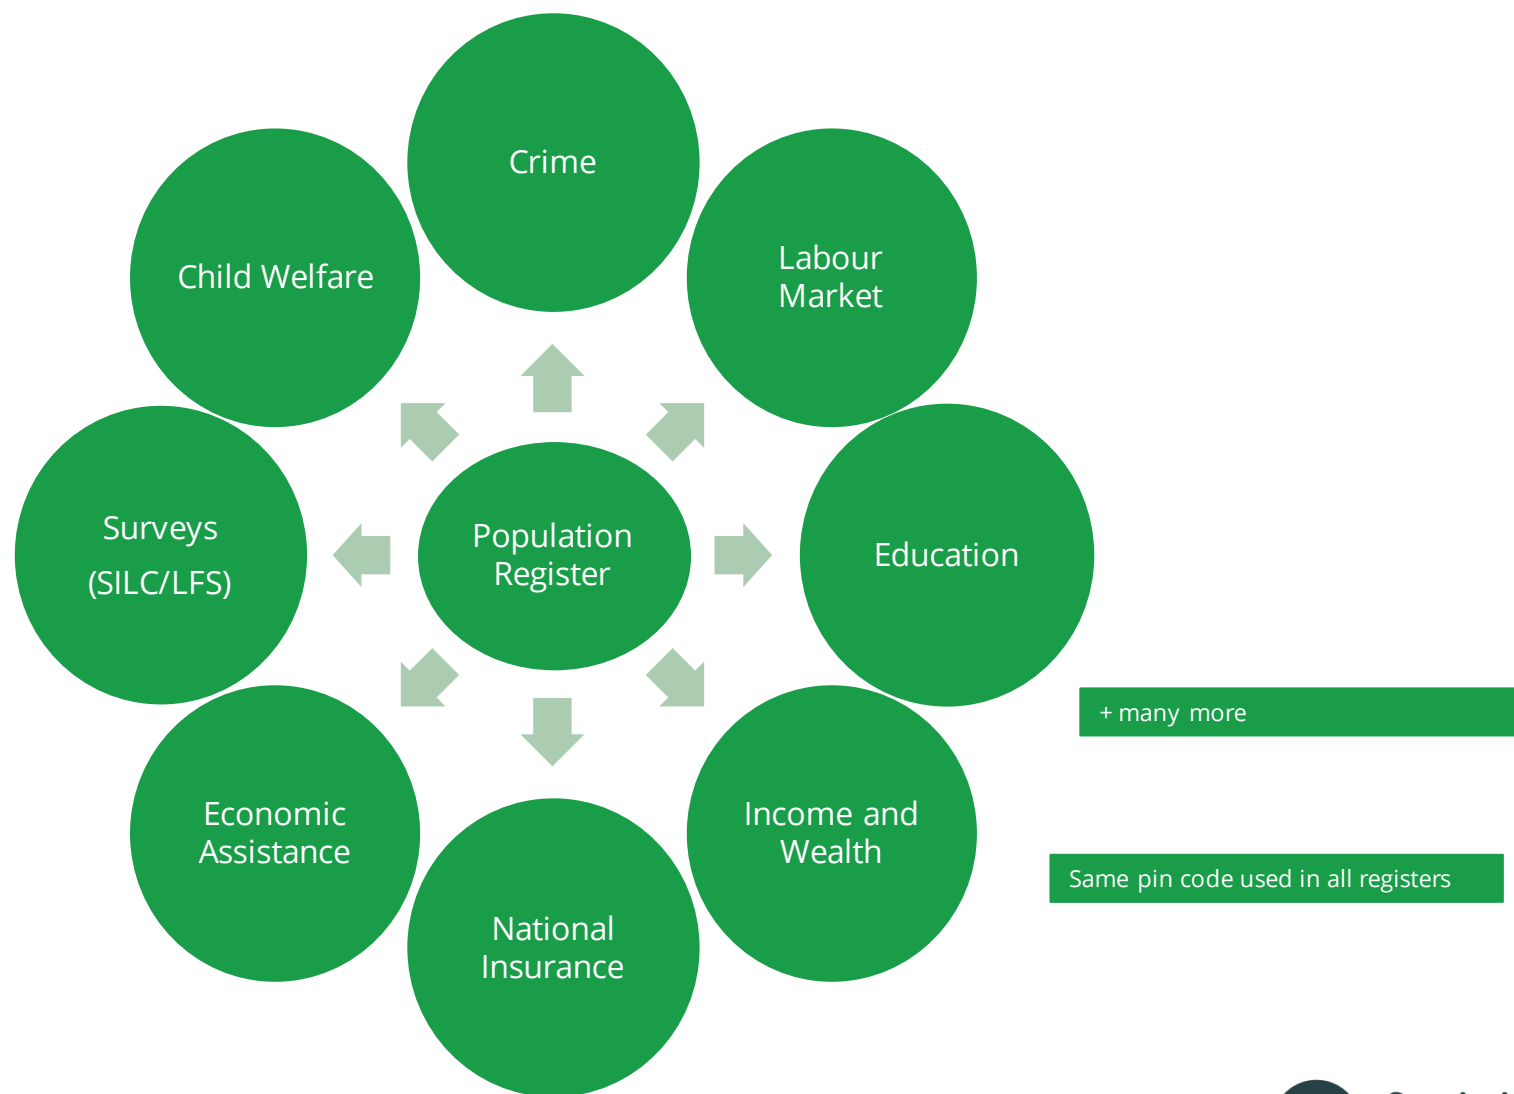 Crime
Child Welfare
Labour
Market
Surveys
(SILC/LFS)
Population
Register
Education
+ many more
Economic
Assistance
Income and
Wealth
Same pin code used in all registers
National
Insurance